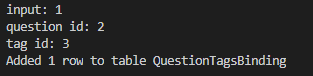 input: 1
question id: 2
tag id: 3
Added 1 row to table QuestionTagsBinding